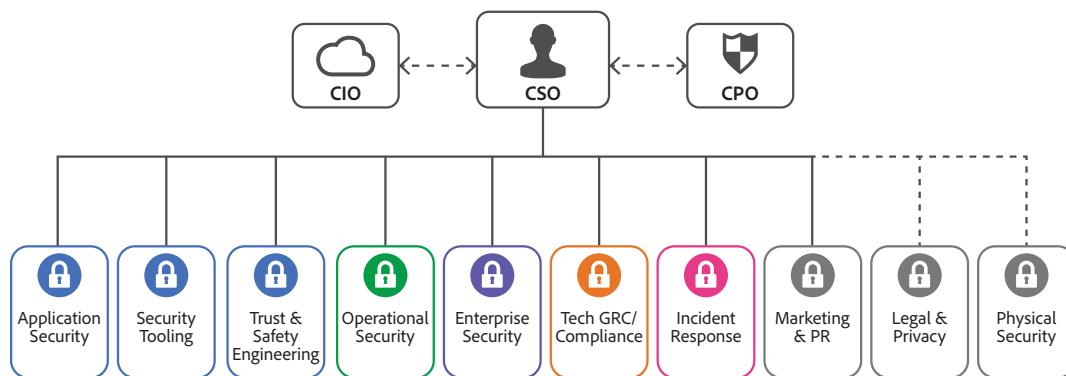 CIO
CSO
CPO
Application
Security
Security
Tooling
Trust &
Safety
Engineering
Operational
Security
Enterprise
Security
Tech GRC/
Compliance
Incident
Response
Marketing
& PR
Legal &
Privacy
Physical
Security